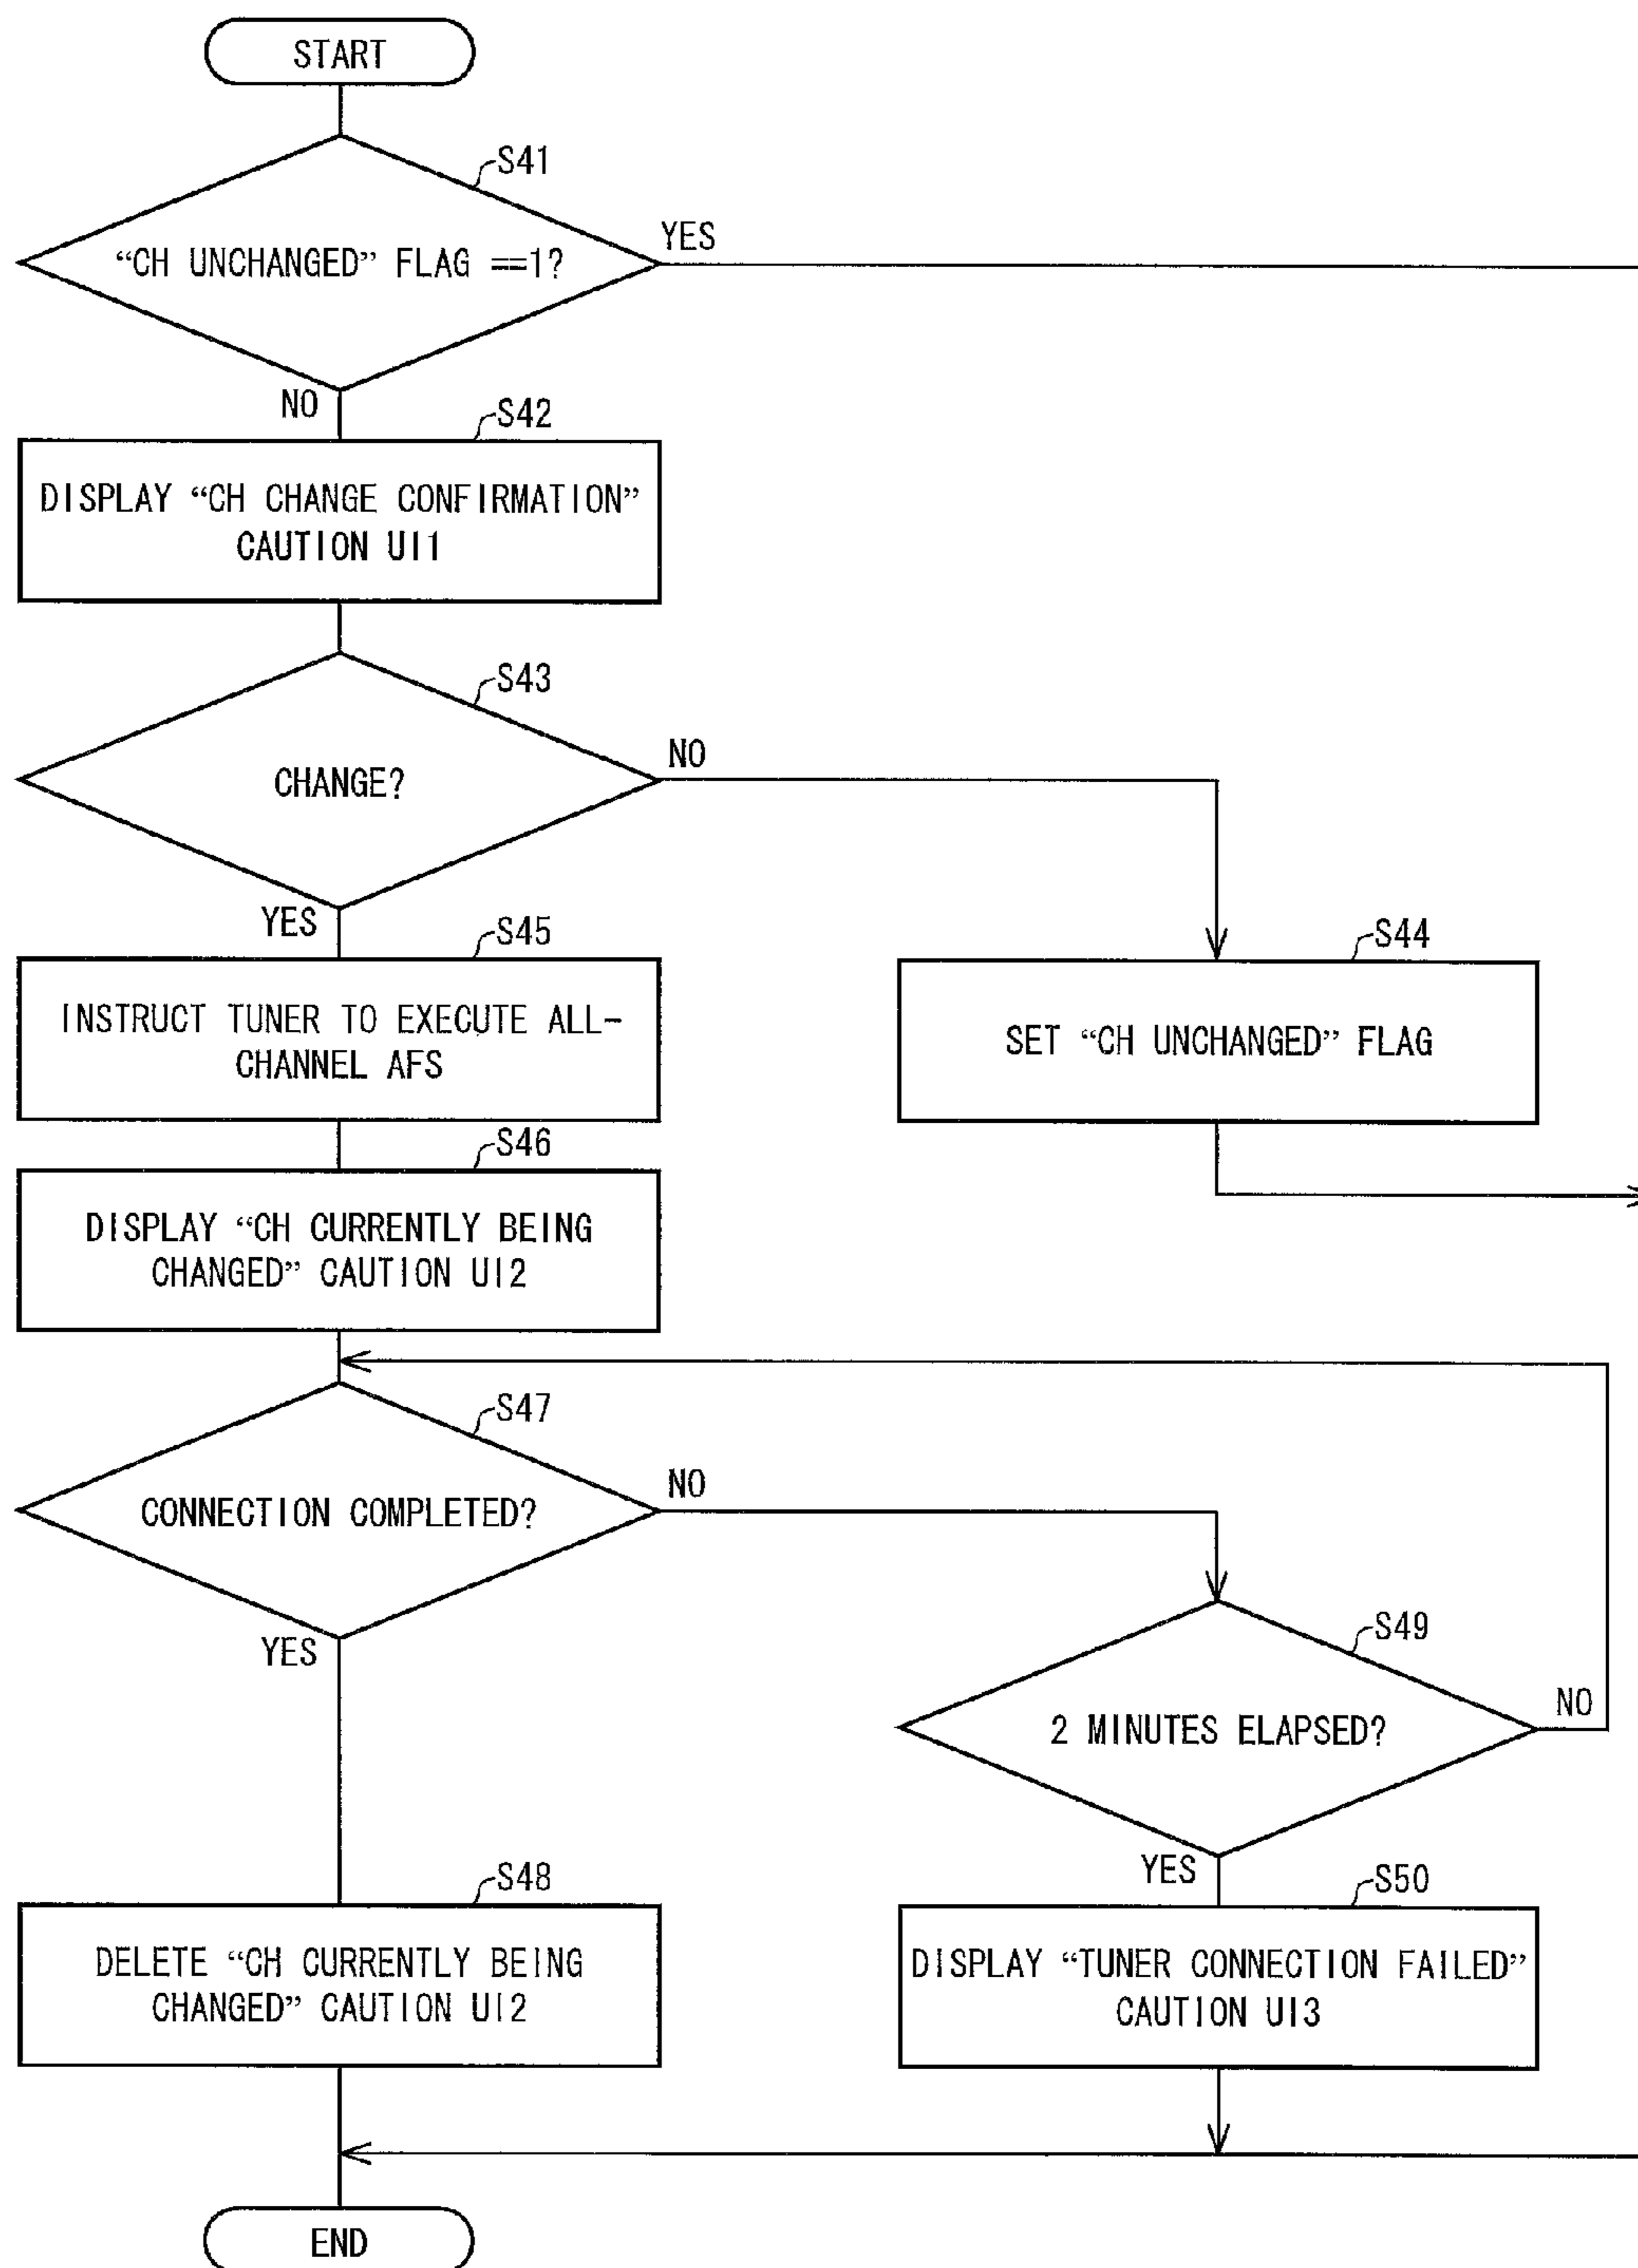 START
S41
“CH UNCHANGED” FLAG ==1?
YES
NO
S42
DISPLAY “CH CHANGE CONFIRMATION”
CAUTION UI1
S43
CHANGE?
NO
YES
S45
INSTRUCT TUNER TO EXECUTE ALL-
CHANNEL AFS
S44
SET “CH UNCHANGED” FLAG
S46
DISPLAY “CH CURRENTLY BEING
CHANGED” CAUTION UI2
S47
CONNECTION COMPLETED?
NO
YES
S49
2 MINUTES ELAPSED?
NO
YES
S48
DELETE “CH CURRENTLY BEING
CHANGED” CAUTION UI2
S50
DISPLAY “TUNER CONNECTION FAILED”
CAUTION UI3
END